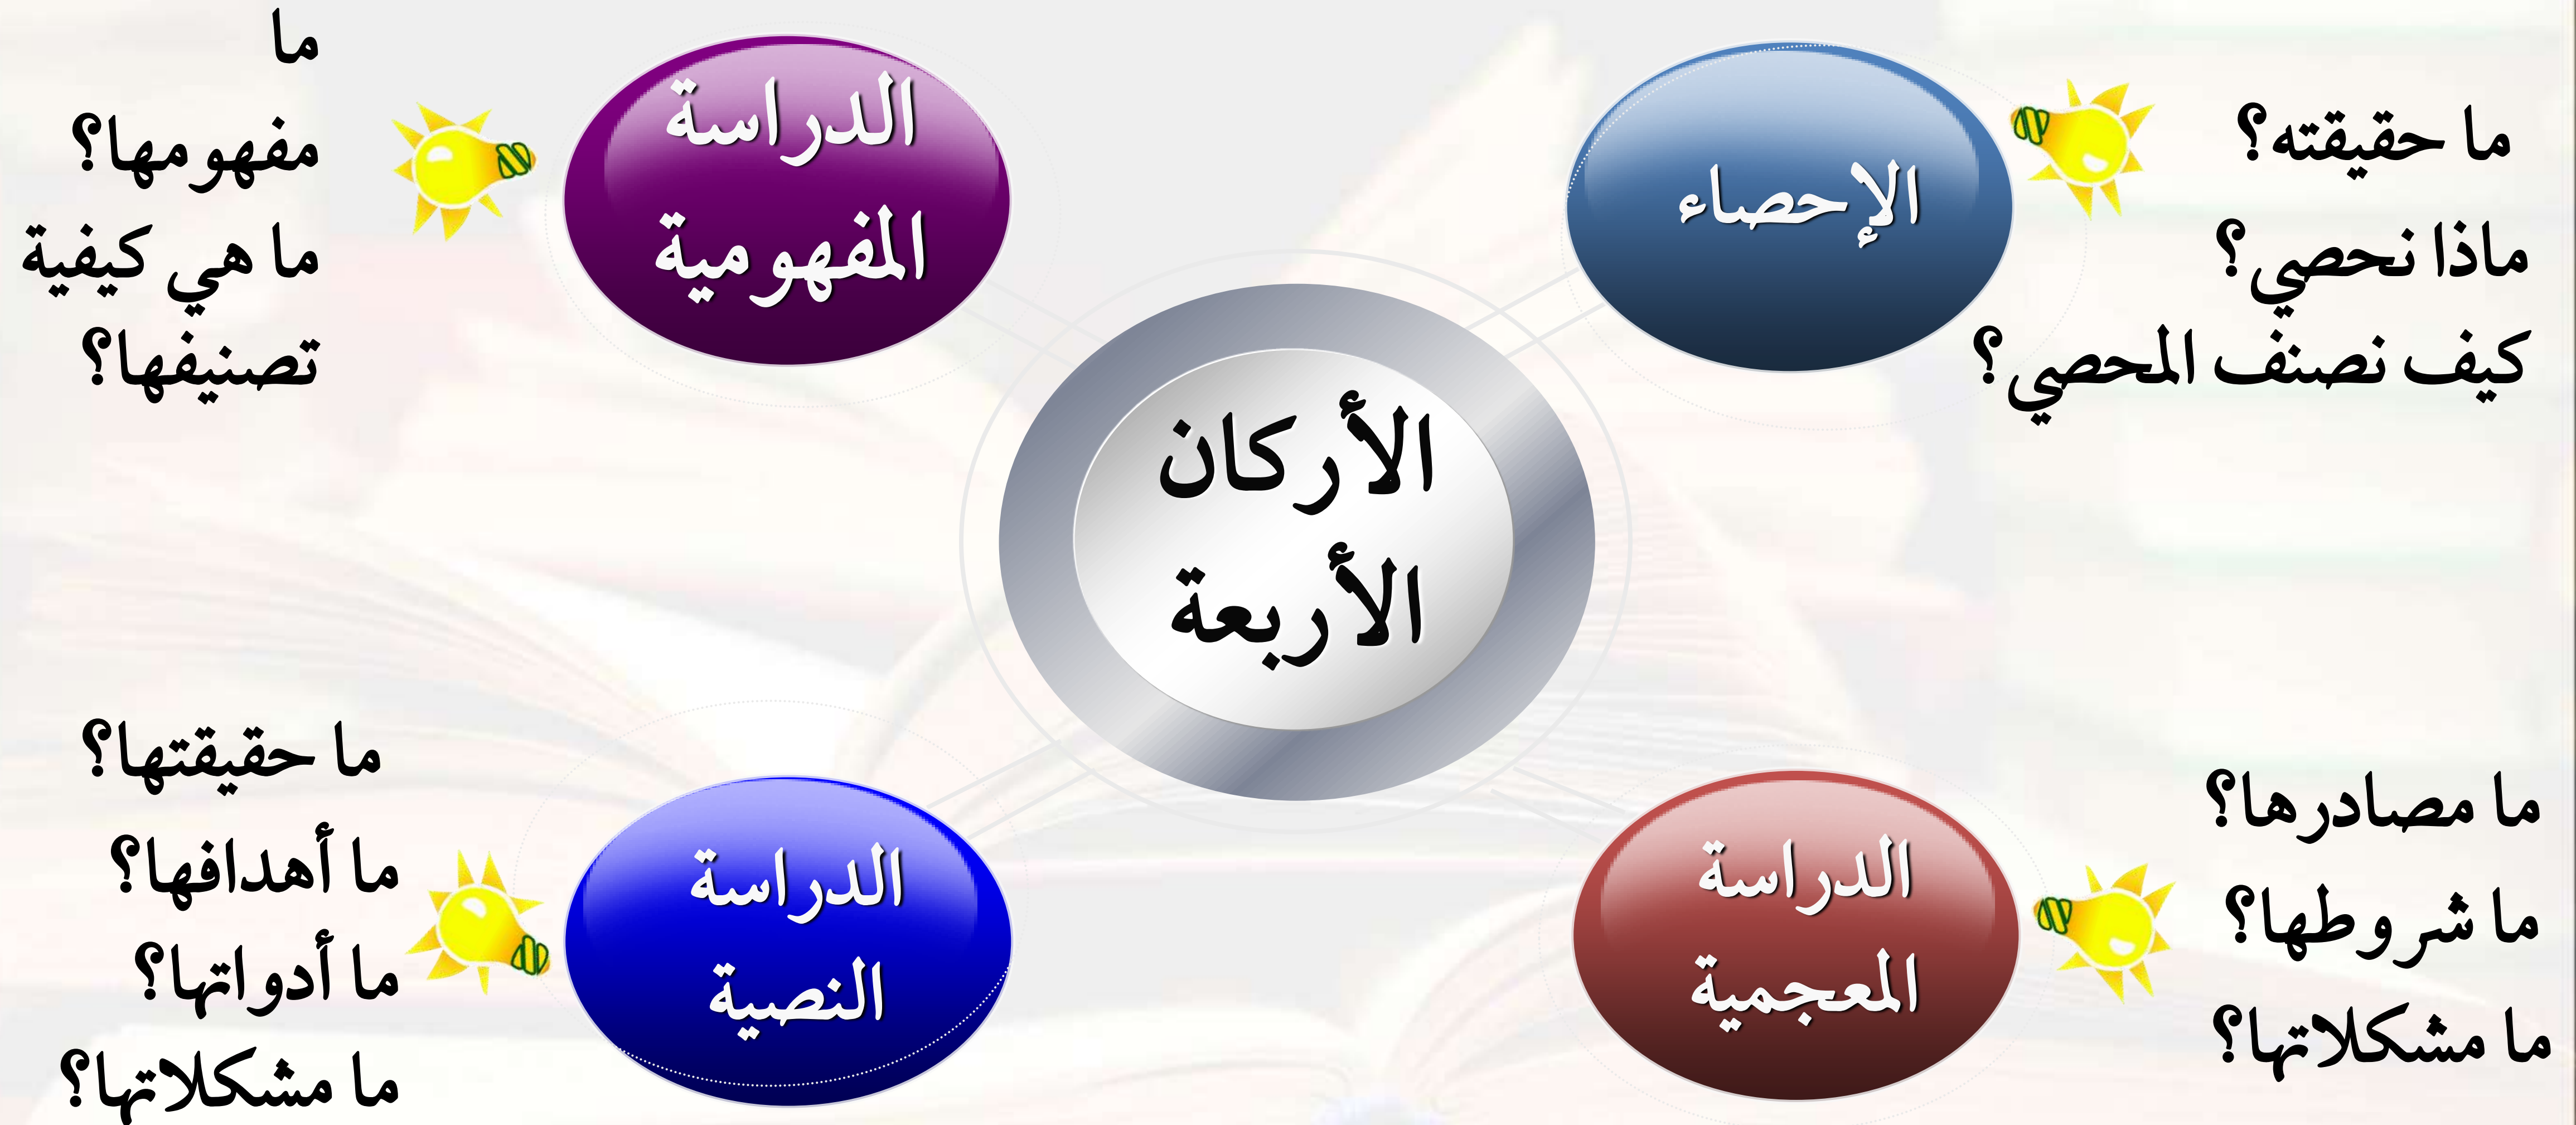 الأركان
الأربعة
الإحصاء
ما حقيقته؟
ماذا نحصي؟
كيف نصنف المحصي؟
الدراسة
المعجمية
ما مصادرها؟
ما شروطها؟
ما مشكلاتها؟
الدراسة
النصية
ما حقيقتها؟
ما أهدافها؟
ما أدواتها؟
ما مشكلاتها؟
الدراسة
المفهومية
ما
مفهومها؟
ما هي كيفية
تصنيفها؟